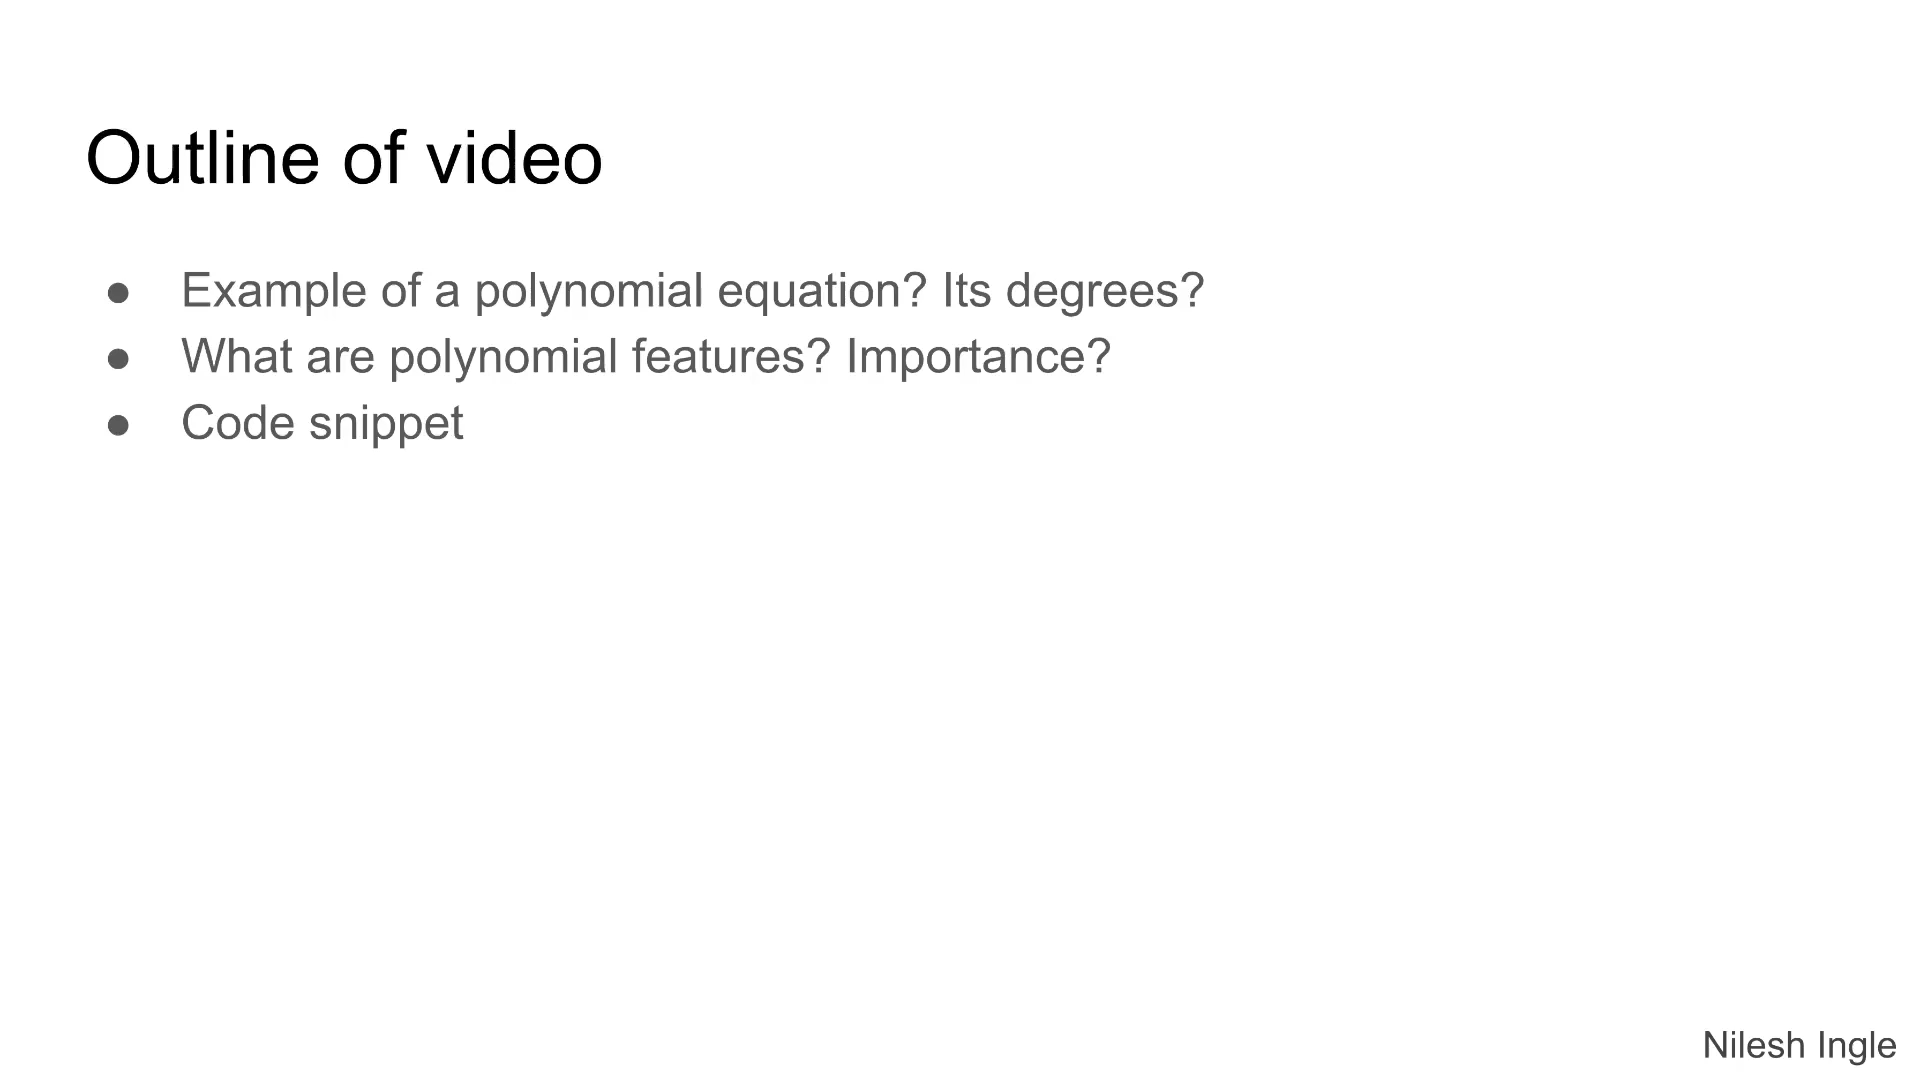 Outline of video
● Example of a polynomial equation? Its degrees?
● What are polynomial features? Importance?
● Code snippet
Nilesh Ingle